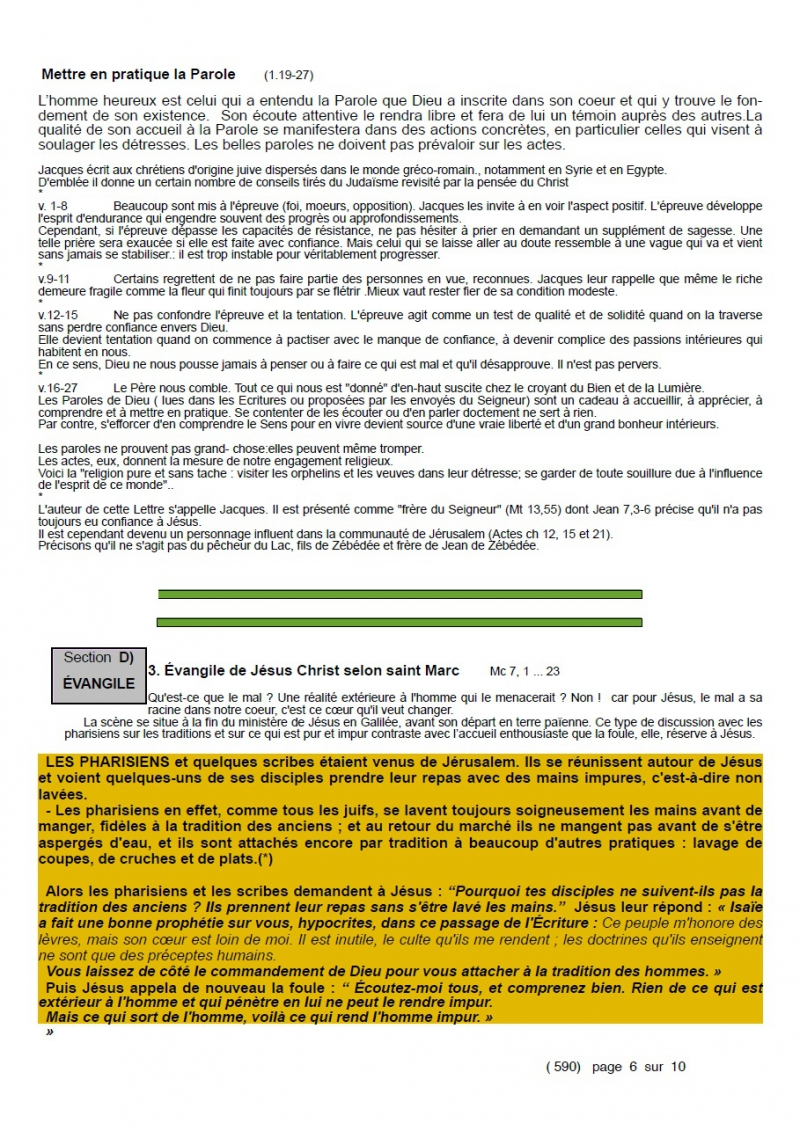 Mettre en pratique la Parole (1.19-27)
L'homme heureux est celui qui a entendu la Parole que Dieu a inscrite dans son coeur et qui y trouve le fon-
dement de son existence. Son écoute attentive le rendra libre et fera de lui un témoin auprès des autres.La
qualité de son accueil à la Parole se manifestera dans des actions concrètes, en particulier celles qui visent à
soulager les détresses. Les belles paroles ne doivent pas prévaloir sur les actes.
Jacques écrit aux chrétiens d'origine juive dispersés dans le monde gréco-romain., notamment en Syrie et en Egypte.
D'emblée il donne un certain nombre de conseils tirés du Judaïsme revisité par la pensée du Christ
*
v. 1-8 Beaucoup sont mis à l'épreuve (foi, moeurs, opposition). Jacques les invite à en voir l'aspect positif. L'épreuve développe
l'esprit d'endurance qui engendre souvent des progrès ou approfondissements.
Cependant, si l'épreuve dépasse les capacités de résistance, ne pas hésiter à prier en demandant un supplément de sagesse. Une
telle prière sera exaucée si elle est faite avec confiance. Mais celui qui se laisse aller au doute ressemble à une vague qui va et vient
sans jamais se stabiliser.: il est trop instable pour véritablement progresser.
*
v.9-11 Certains regrettent de ne pas faire partie des personnes en vue, reconnues. Jacques leur rappelle que même le riche
demeure fragile comme la fleur qui finit toujours par se flétrir .Mieux vaut rester fier de sa condition modeste.
*
v.12-15 Ne pas confondre l'épreuve et la tentation. L'épreuve agit comme un test de qualité et de solidité quand on la traverse
sans perdre confiance envers Dieu.
Elle devient tentation quand on commence à pactiser avec le manque de confiance, à devenir complice des passions intérieures qui
habitent en nous.
En ce sens, Dieu ne nous pousse jamais à penser ou à faire ce qui est mal et qu'il désapprouve. Il n'est pas pervers.
*
v.16-27 Le Père nous comble. Tout ce qui nous est "donné" d'en-haut suscite chez le croyant du Bien et de la Lumière.
Les Paroles de Dieu ( lues dans les Ecritures ou proposées par les envoyés du Seigneur) sont un cadeau à accueillir, à apprécier, à
comprendre et à mettre en pratique. Se contenter de les écouter ou d'en parler doctement ne sert à rien.
Par contre, s'efforcer d'en comprendre le Sens pour en vivre devient source d'une vraie liberté et d'un grand bonheur intérieurs.
Les paroles ne prouvent pas grand- chose:elles peuvent même tromper.
Les actes, eux, donnent la mesure de notre engagement religieux.
Voici la "religion pure et sans tache : visiter les orphelins et les veuves dans leur détresse; se garder de toute souillure due à l'influence
de l'esprit de ce monde"..
*
L'auteur de cette Lettre s'appelle Jacques. Il est présenté comme "frère du Seigneur" (Mt 13,55) dont Jean 7,3-6 précise qu'il n'a pas
toujours eu confiance à Jésus.
Il est cependant devenu un personnage influent dans la communauté de Jérusalem (Actes ch 12, 15 et 21).
Précisons qu'il ne s'agit pas du pêcheur du Lac, fils de Zébédée et frère de Jean de Zébédée.
Section D)
ÉVANGILE
3. Évangile de Jésus Christ selon saint Marc Mc 7, 1 ... 23
Qu'est-ce que le mal ? Une réalité extérieure à l'homme qui le menacerait ? Non ! car pour Jésus, le mal a sa
racine dans notre coeur, c'est ce cœur qu'il veut changer.
La scène se situe à la fin du ministère de Jésus en Galilée, avant son départ en terre païenne. Ce type de discussion avec les
pharisiens sur les traditions et sur ce qui est pur et impur contraste avec l'accueil enthousiaste que la foule, elle, réserve à Jésus.
LES PHARISIENS et quelques scribes étaient venus de Jérusalem. Ils se réunissent autour de Jésus
et voient quelques-uns de ses disciples prendre leur repas avec des mains impures, c'est-à-dire non
lavées.
- Les pharisiens en effet, comme tous les juifs, se lavent toujours soigneusement les mains avant de
manger, fidèles à la tradition des anciens ; et au retour du marché ils ne mangent pas avant de s'être
aspergés d'eau, et ils sont attachés encore par tradition à beaucoup d'autres pratiques : lavage de
coupes, de cruches et de plats.(*)
Alors les pharisiens et les scribes demandent à Jésus : “Pourquoi tes disciples ne suivent-ils pas la
tradition des anciens ? Ils prennent leur repas sans s'être lavé les mains.” Jésus leur répond : « Isaïe
a fait une bonne prophétie sur vous, hypocrites, dans ce passage de l'Écriture : Ce peuple m'honore des
lèvres, mais son cœur est loin de moi. Il est inutile, le culte qu'ils me rendent ; les doctrines qu'ils enseignent
ne sont que des préceptes humains.
Vous laissez de côté le commandement de Dieu pour vous attacher à la tradition des hommes. »
Puis Jésus appela de nouveau la foule : “ Écoutez-moi tous, et comprenez bien. Rien de ce qui est
extérieur à l'homme et qui pénètre en lui ne peut le rendre impur.
Mais ce qui sort de l'homme, voilà ce qui rend l'homme impur. »
»
( 590) page 6 sur 10